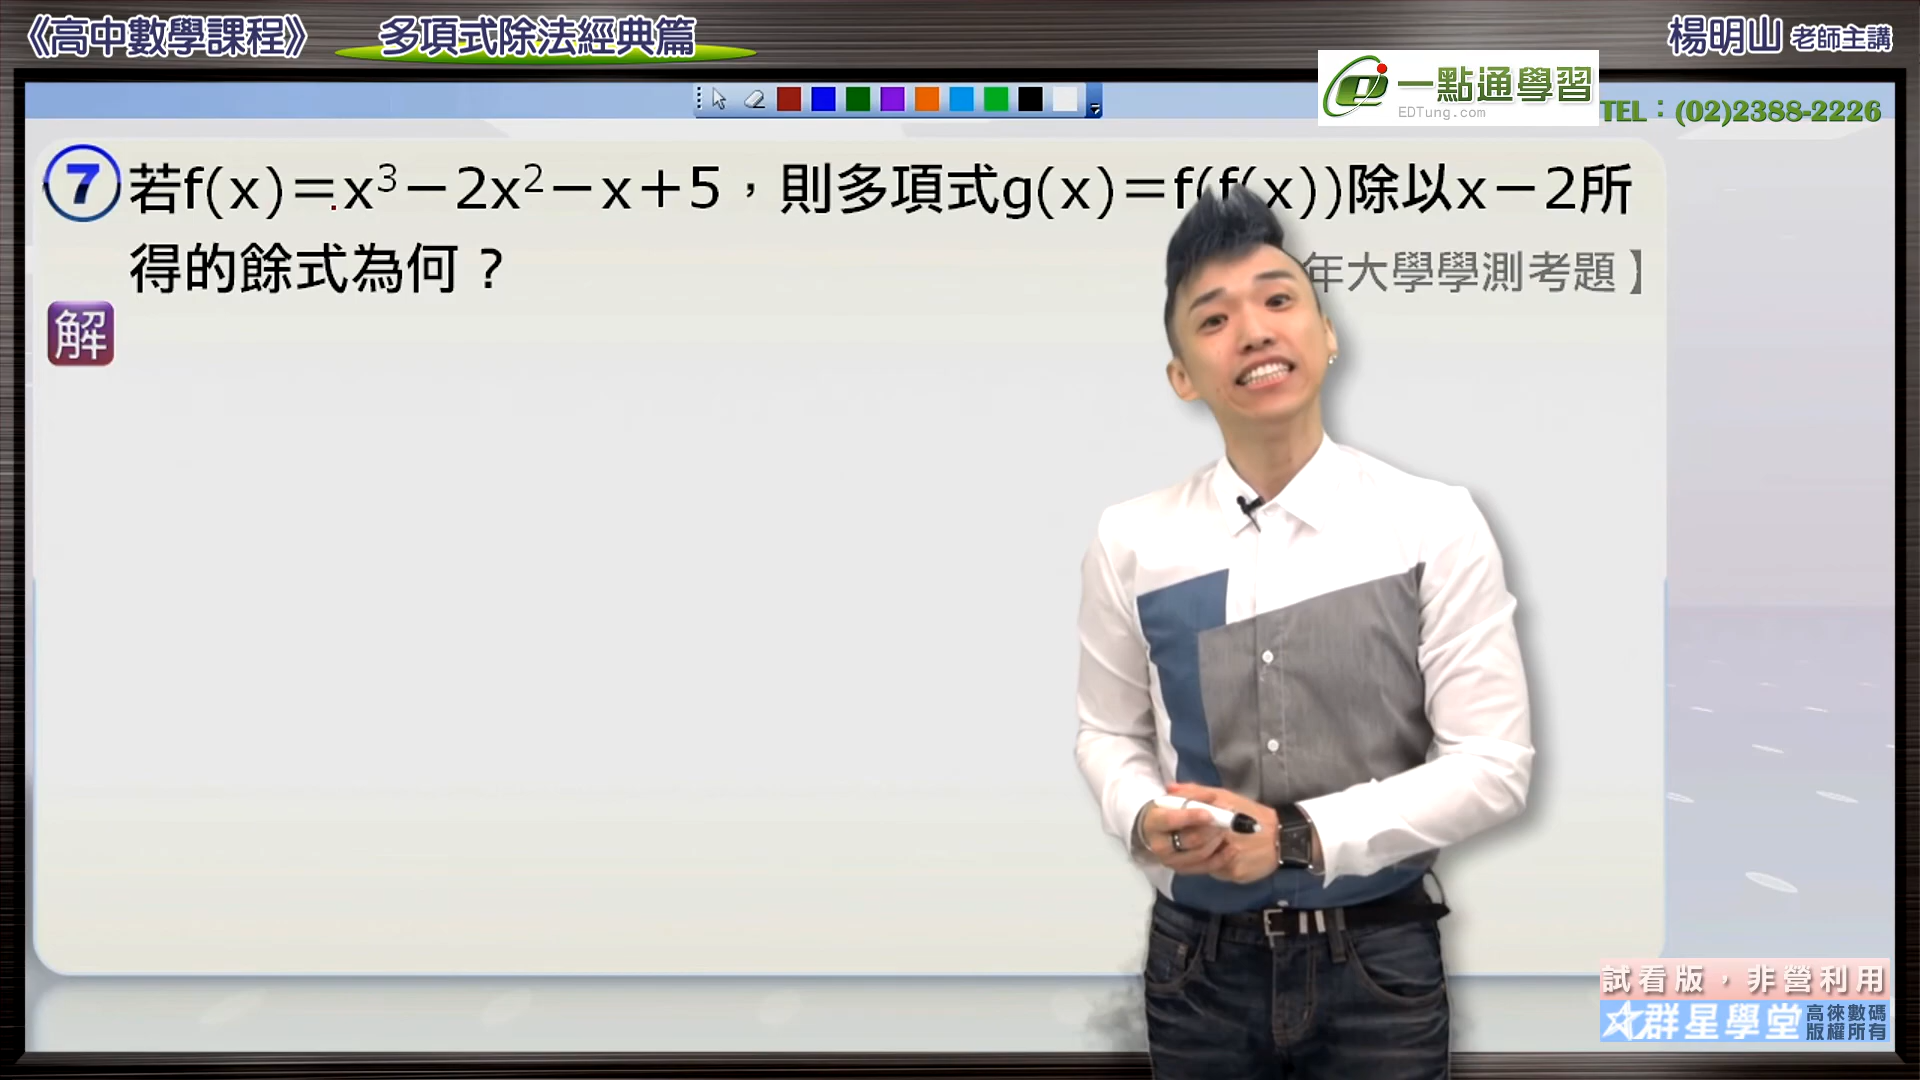 《高中數學課程》 多項式除法經典篇
楊明山 老師主講
一點通學習
EDTung.com
TEL：(02)2388-2226
7 若f(x)＝x³－2x²－x＋5，則多項式g(x)＝f(f(x))除以x－2所
得的餘式為何？
年大學學測考題】
解
試看版，非營利用
群星學堂 高徠數碼
版權所有